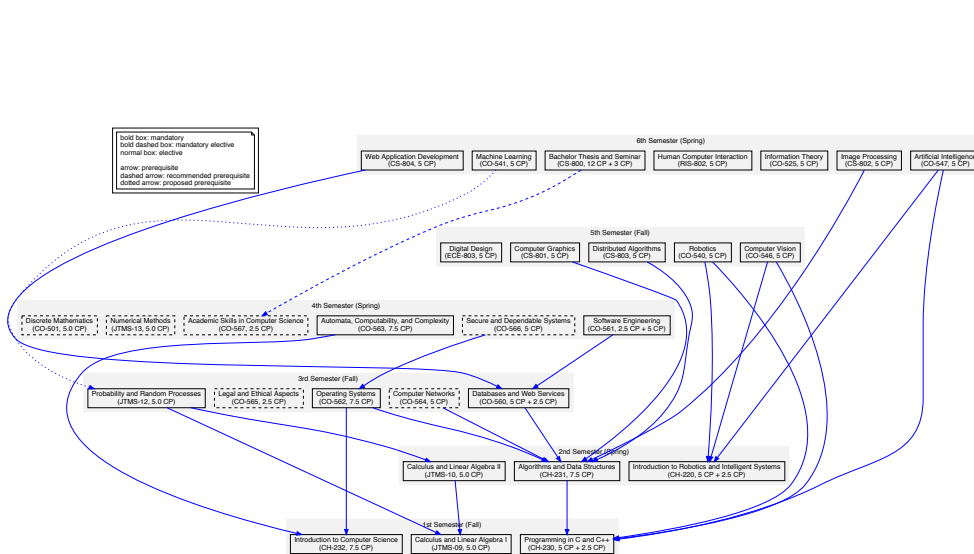 bold box: mandatory
bold dashed box: mandatory elective
normal box: elective
arrow: prerequisite
dashed arrow: recommended prerequisite
dotted arrow: proposed prerequisite
6th Semester (Spring)
Web Application Development
(CS-804, 5 CP)
Machine Learning
(CO-541, 5 CP)
Bachelor Thesis and Seminar
(CS-800, 12 CP + 3 CP)
Human Computer Interaction
(RIS-802, 5 CP)
Information Theory
(CO-525, 5 CP)
Image Processing
(CS-802, 5 CP)
Artificial Intelligenc
(CO-547, 5 CP)
5th Semester (Fall)
Digital Design
(ECE-803, 5 CP)
Computer Graphics
(CS-801, 5 CP)
Distributed Algorithms
(CS-803, 5 CP)
Robotics
(CO-540, 5 CP)
Computer Vision
(CO-546, 5 CP)
4th Semester (Spring)
Discrete Mathematics
(CO-501, 5.0 CP)
Numerical Methods
(JTMS-13, 5.0 CP)
Academic Skills in Computer Science
(CO-567, 2.5 CP)
Automata, Computability, and Complexity
(CO-563, 7.5 CP)
Secure and Dependable Systems
(CO-566, 5 CP)
Software Engineering
(CO-561, 2.5 CP + 5 CP)
3rd Semester (Fall)
Probability and Random Processes
(JTMS-12, 5.0 CP)
Legal and Ethical Aspects
(CO-565, 2.5 CP)
Operating Systems
(CO-562, 7.5 CP)
Computer Networks
(CO-564, 5 CP)
Databases and Web Services
(CO-560, 5 CP + 2.5 CP)
2nd Semester (Spring)
Calculus and Linear Algebra II
(JTMS-10, 5.0 CP)
Algorithms and Data Structures
(CH-231, 7.5 CP)
Introduction to Robotics and Intelligent Systems
(CH-220, 5 CP + 2.5 CP)
1st Semester (Fall)
Introduction to Computer Science
(CH-232, 7.5 CP)
Calculus and Linear Algebra I
(JTMS-09, 5.0 CP)
Programming in C and C++
(CH-230, 5 CP + 2.5 CP)